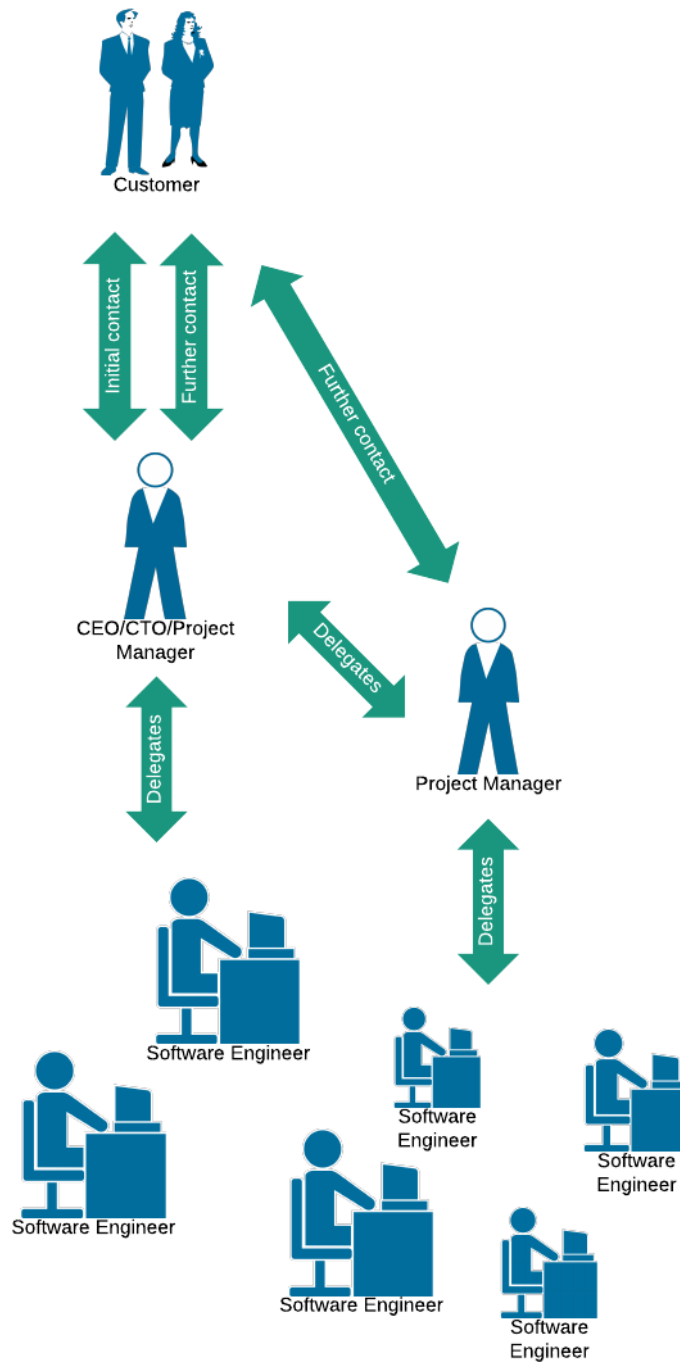 Customer
Initial contact
Further contact
Further contact
CEO/CTO/Project
Manager
Delegates
Project Manager
Delegates
Delegates
Software Engineer
Software
Engineer
Software
Engineer
Software Engineer
Software Engineer
Software
Engineer